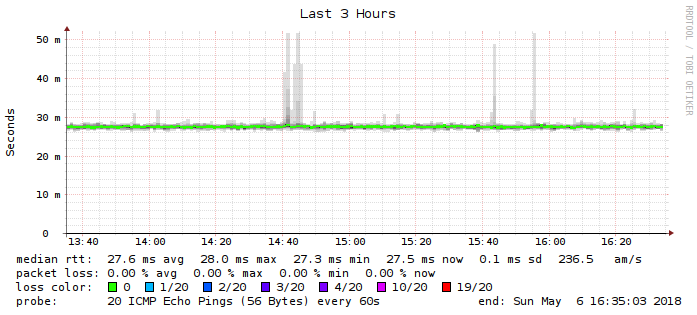 Last 3 Hours
RRDTOOL / TOBI OETIKER
Seconds
50 m
40 m
30 m
20 m
10 m
0
13:40 14:00 14:20 14:40 15:00 15:20 15:40 16:00 16:20
median rtt: 27.6 ms avg 28.0 ms max 27.3 ms min 27.5 ms now 0.1 ms sd 236.5 am/s
packet loss: 0.00 % avg 0.00 % max 0.00 % min 0.00 % now
loss color: 0 1/20 2/20 3/20 4/20 10/20 19/20
probe: 20 ICMP Echo Pings (56 Bytes) every 60s end: Sun May 6 16:35:03 2018